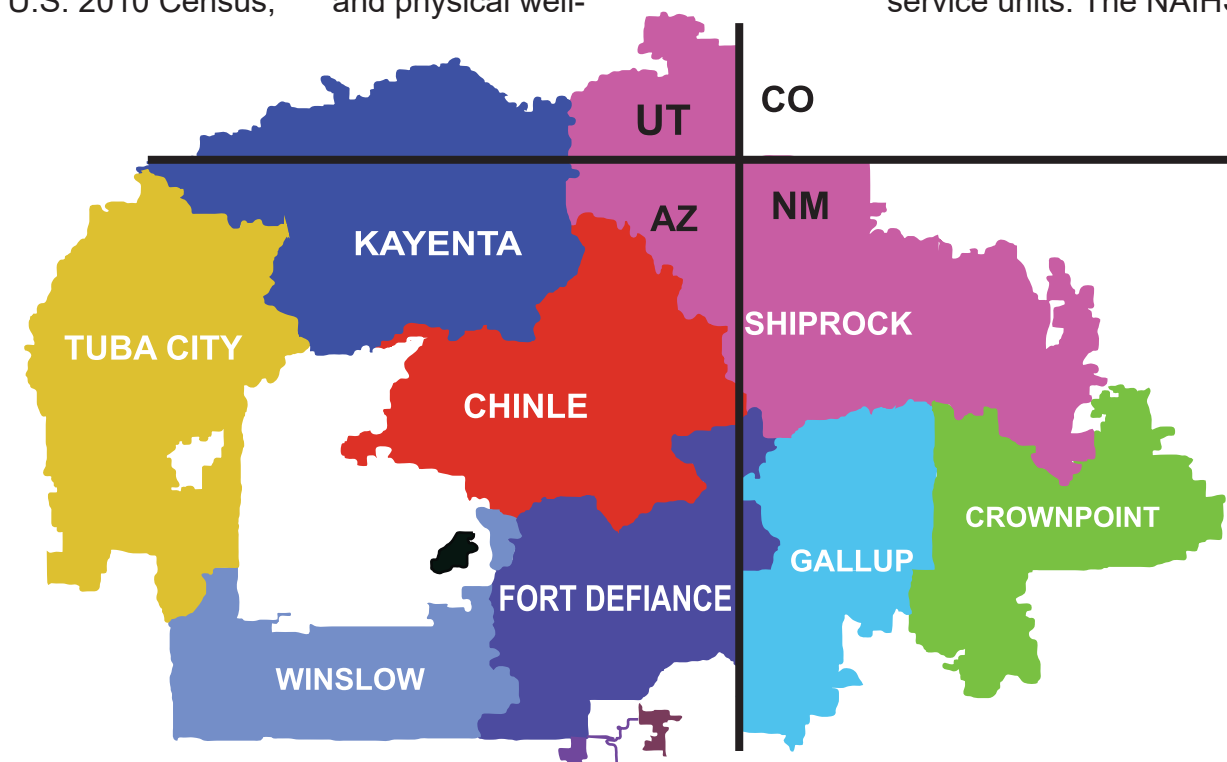 U.S. 2010 Census,
and physical well-
service units. The NAIHS
UT
CO
AZ
NM
KAYENTA
SHIPROCK
TUBA CITY
CHINLE
CROWNPOINT
GALLUP
FORT DEFIANCE
WINSLOW